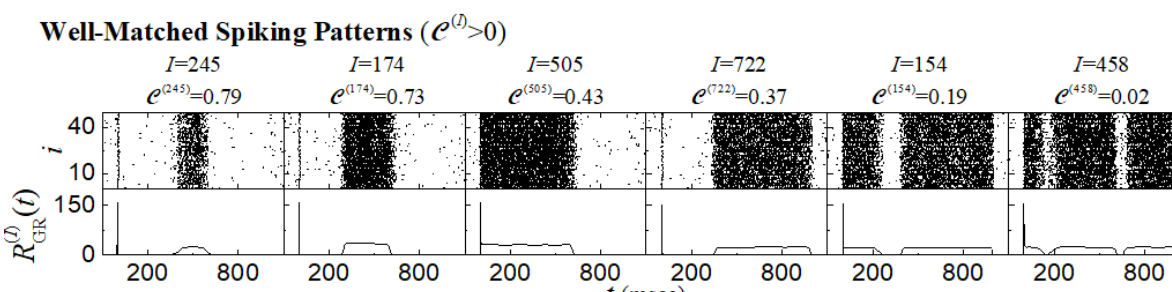 Well-Matched Spiking Patterns (𝒞^(I)>0)
I=245 I=174 I=505 I=722 I=154 I=458
𝒞^(245)=0.79 𝒞^(174)=0.73 𝒞^(505)=0.43 𝒞^(722)=0.37 𝒞^(154)=0.19 𝒞^(458)=0.02
40
i
10
150
R_GR^(I)(t)
0
200 800 200 800 200 800 200 800 200 800 200 800